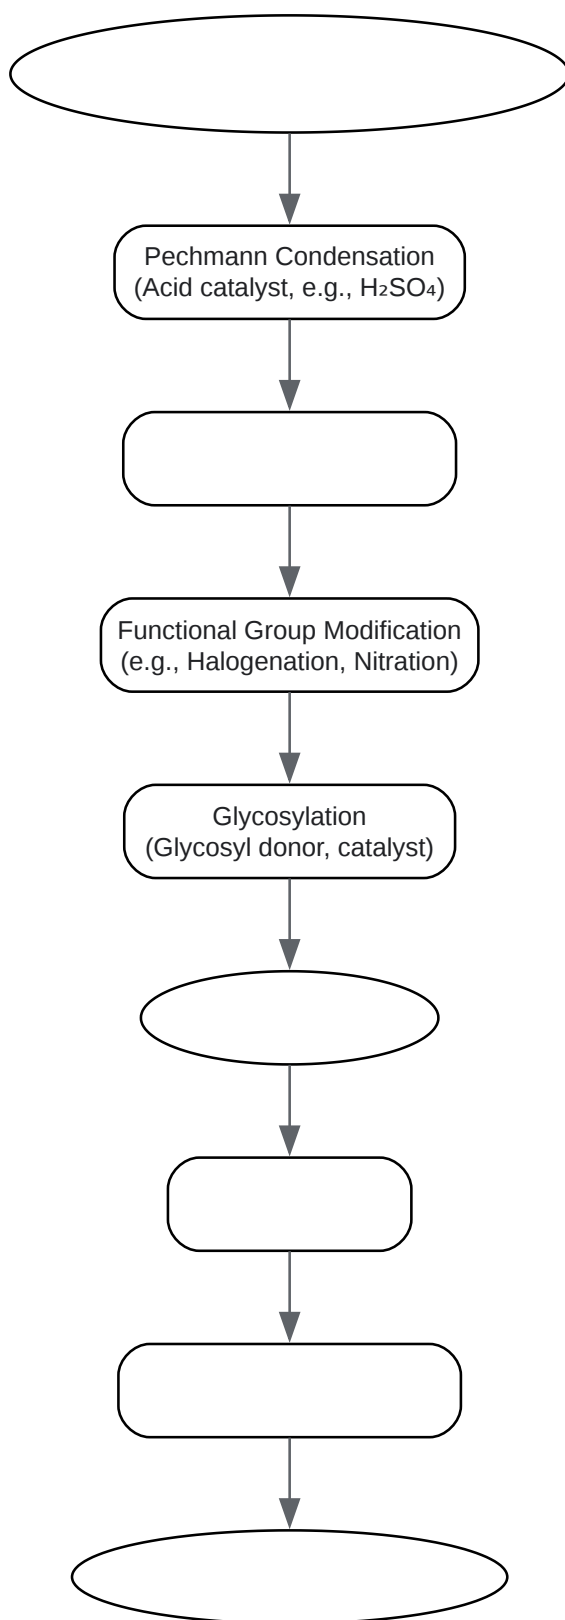 Pechmann Condensation
(Acid catalyst, e.g., H₂SO₄)
Functional Group Modification
(e.g., Halogenation, Nitration)
Glycosylation
(Glycosyl donor, catalyst)